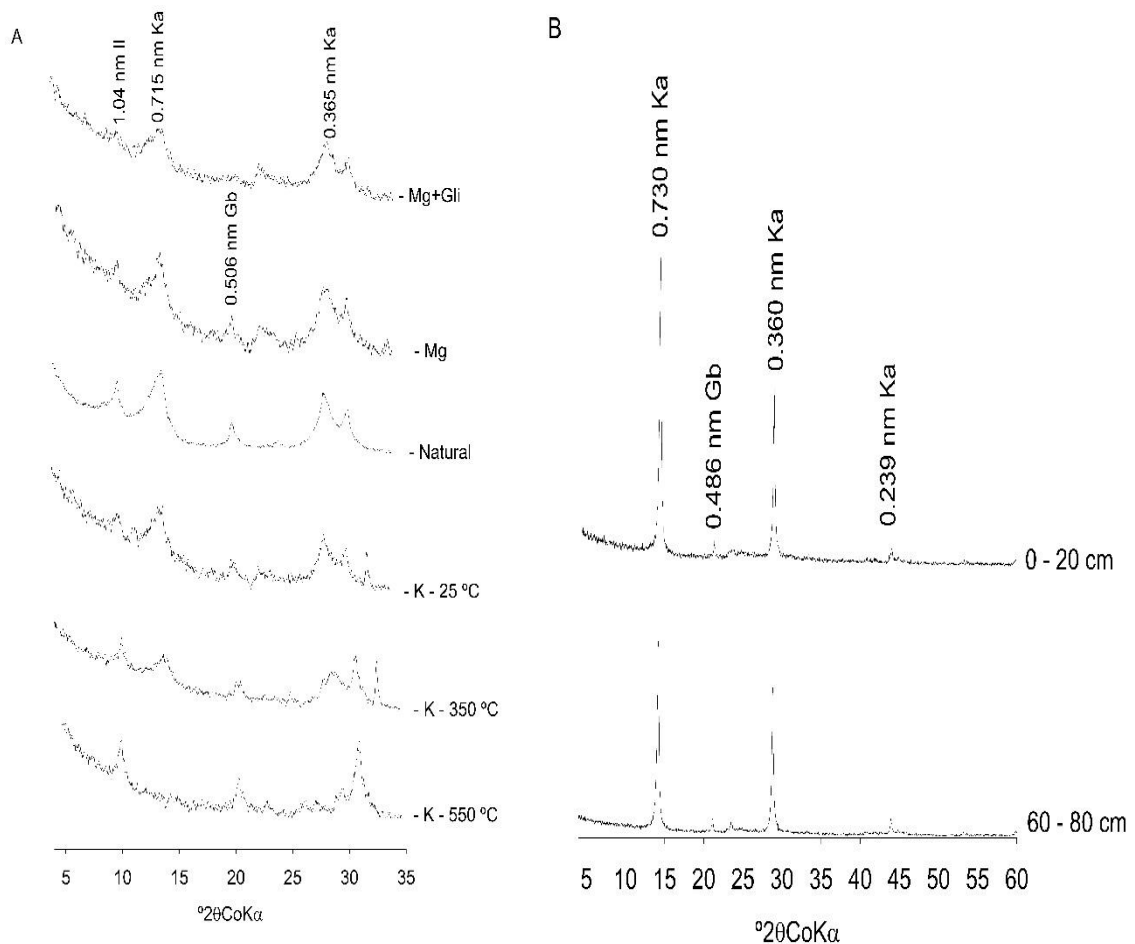 A
1.04 nm Il
0.715 nm Ka
0.365 nm Ka
- Mg+Gli
0.506 nm Gb
- Mg
- Natural
- K - 25 ºC
- K - 350 ºC
- K - 550 ºC
5 10 15 20 25 30 35
º2θCoKα
B
0.730 nm Ka
0.486 nm Gb
0.360 nm Ka
0.239 nm Ka
0 - 20 cm
60 - 80 cm
5 10 15 20 25 30 35 40 45 50 55 60
º2θCoKα